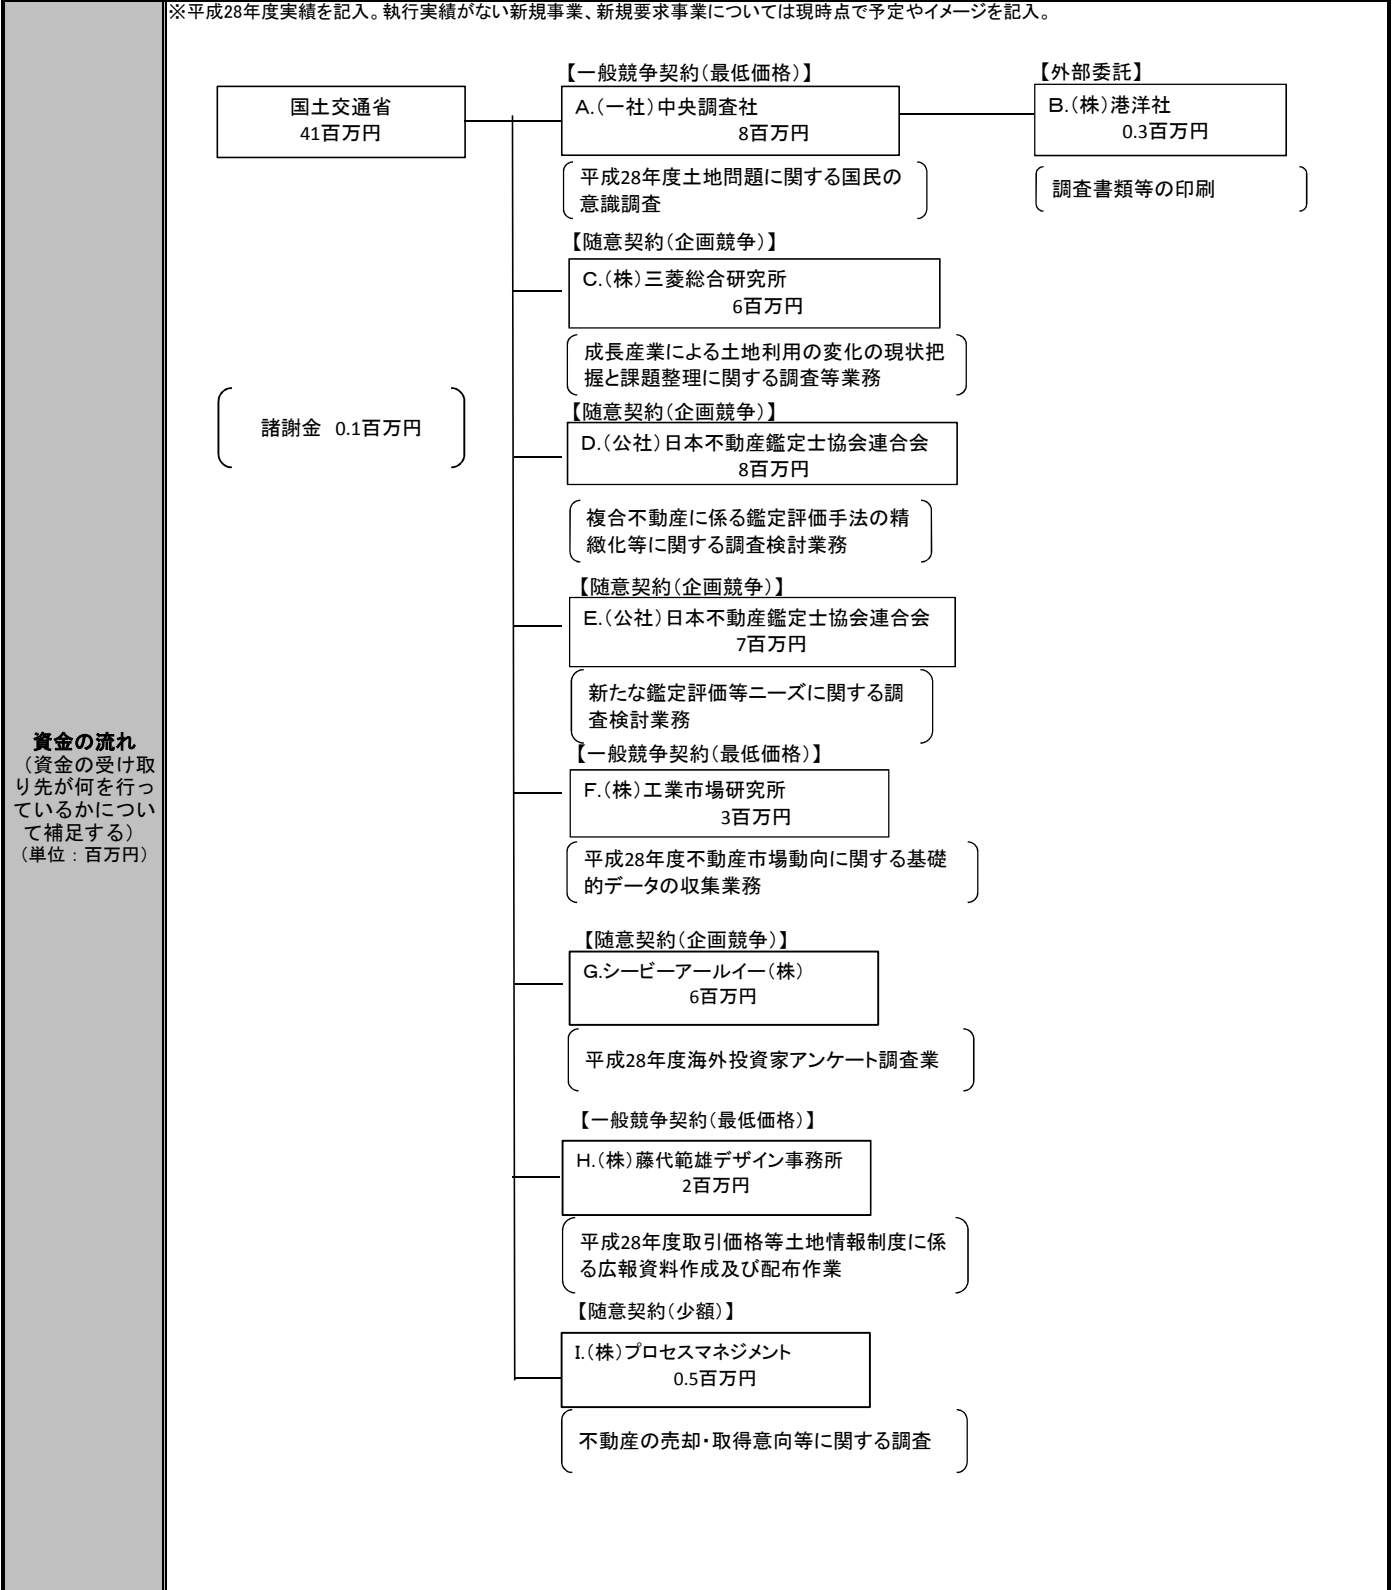 ※平成28年度実績を記入。執行実績がない新規事業、新規要求事業については現時点で予定やイメージを記入。
資金の流れ
（資金の受け取
り先が何を行っ
ているかについ
て補足する）
（単位：百万円）
国土交通省
41百万円
諸謝金 0.1百万円
【一般競争契約（最低価格）】
A.（一社）中央調査社
8百万円
平成28年度土地問題に関する国民の
意識調査
【外部委託】
B.（株）港洋社
0.3百万円
調査書類等の印刷
【随意契約（企画競争）】
C.（株）三菱総合研究所
6百万円
成長産業による土地利用の変化の現状把
握と課題整理に関する調査等業務
【随意契約（企画競争）】
D.（公社）日本不動産鑑定士協会連合会
8百万円
複合不動産に係る鑑定評価手法の精
緻化等に関する調査検討業務
【随意契約（企画競争）】
E.（公社）日本不動産鑑定士協会連合会
7百万円
新たな鑑定評価等ニーズに関する調
査検討業務
【一般競争契約（最低価格）】
F.（株）工業市場研究所
3百万円
平成28年度不動産市場動向に関する基礎
的データの収集業務
【随意契約（企画競争）】
G.シービーアールイー（株）
6百万円
平成28年度海外投資家アンケート調査業
【一般競争契約（最低価格）】
H.（株）藤代範雄デザイン事務所
2百万円
平成28年度取引価格等土地情報制度に係
る広報資料作成及び配布作業
【随意契約（少額）】
I.（株）プロセスマネジメント
0.5百万円
不動産の売却・取得意向等に関する調査